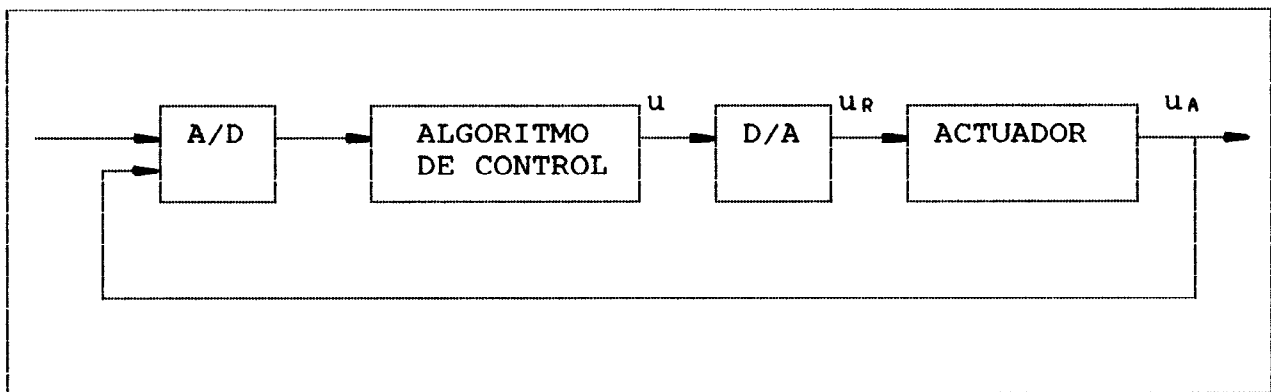 A/D
ALGORITMO
DE CONTROL
u
D/A
uR
ACTUADOR
uA